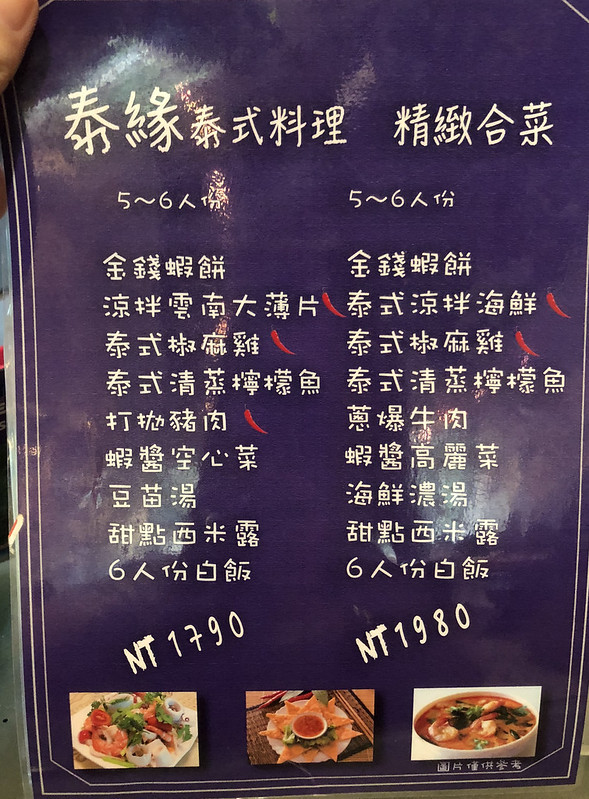 泰緣泰式料理 精緻合菜
5～6人份
金錢蝦餅
涼拌雲南大薄片
泰式椒麻雞
泰式清蒸檸檬魚
打拋豬肉
蝦醬空心菜
豆苗湯
甜點西米露
6人份白飯
NT 1790
5～6人份
金錢蝦餅
泰式涼拌海鮮
泰式椒麻雞
泰式清蒸檸檬魚
蔥爆牛肉
蝦醬高麗菜
海鮮濃湯
甜點西米露
6人份白飯
NT 1980
圖片僅供參考